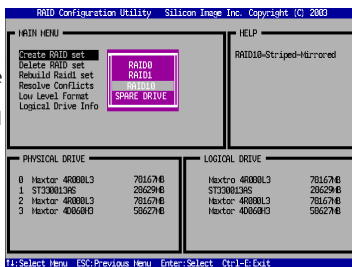 RAID Configuration Utility Silicon Image Inc. Copyright (C) 2003
MAIN MENU
Create RAID set
Delete RAID set
Rebuild Raid1 set
Resolve Conflicts
Low Level Format
Logical Drive Info
RAID0
RAID1
RAID10
SPARE DRIVE
HELP
RAID10=Striped-Mirrored
PHYSICAL DRIVE
0 Maxtor 4R080L3 78167MB
1 ST330013AS 28629MB
2 Maxtor 4R080L3 78167MB
3 Maxtor 4D060H3 58627MB
LOGICAL DRIVE
Maxtro 4R080L3 78167MB
ST330013AS 28629MB
Maxtor 4R080L3 78167MB
Maxtor 4D060H3 58627MB
↑↓:Select Menu ESC:Previous Menu Enter:Select Ctrl-E:Exit